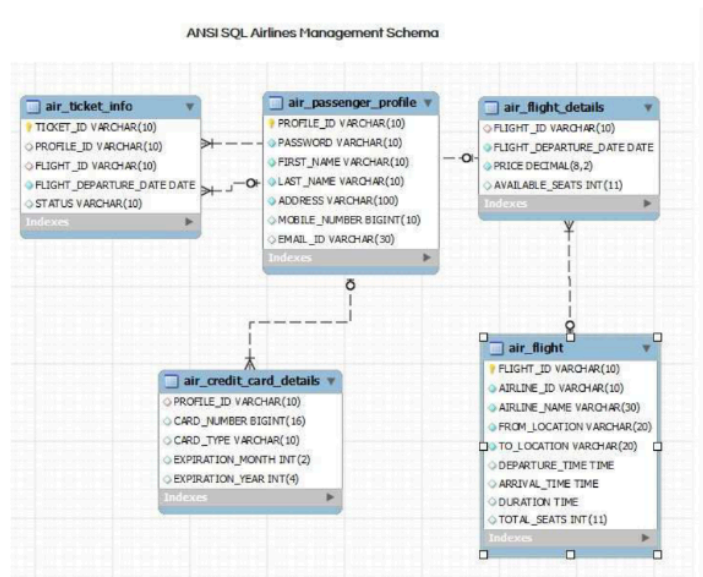 ANSI SQL Airlines Management Schema
air_ticket_info
TICKET_ID VARCHAR(10)
PROFILE_ID VARCHAR(10)
FLIGHT_ID VARCHAR(10)
FLIGHT_DEPARTURE_DATE DATE
STATUS VARCHAR(10)
Indexes
air_passenger_profile
PROFILE_ID VARCHAR(10)
PASSWORD VARCHAR(10)
FIRST_NAME VARCHAR(10)
LAST_NAME VARCHAR(10)
ADDRESS VARCHAR(100)
MOBILE_NUMBER BIGINT(10)
EMAIL_ID VARCHAR(30)
Indexes
air_flight_details
FLIGHT_ID VARCHAR(10)
FLIGHT_DEPARTURE_DATE DATE
PRICE DECIMAL(8,2)
AVAILABLE_SEATS INT(11)
Indexes
air_credit_card_details
PROFILE_ID VARCHAR(10)
CARD_NUMBER BIGINT(16)
CARD_TYPE VARCHAR(10)
EXPIRATION_MONTH INT(2)
EXPIRATION_YEAR INT(4)
Indexes
air_flight
FLIGHT_ID VARCHAR(10)
AIRLINE_ID VARCHAR(10)
AIRLINE_NAME VARCHAR(30)
FROM_LOCATION VARCHAR(20)
TO_LOCATION VARCHAR(20)
DEPARTURE_TIME TIME
ARRIVAL_TIME TIME
DURATION TIME
TOTAL_SEATS INT(11)
Indexes